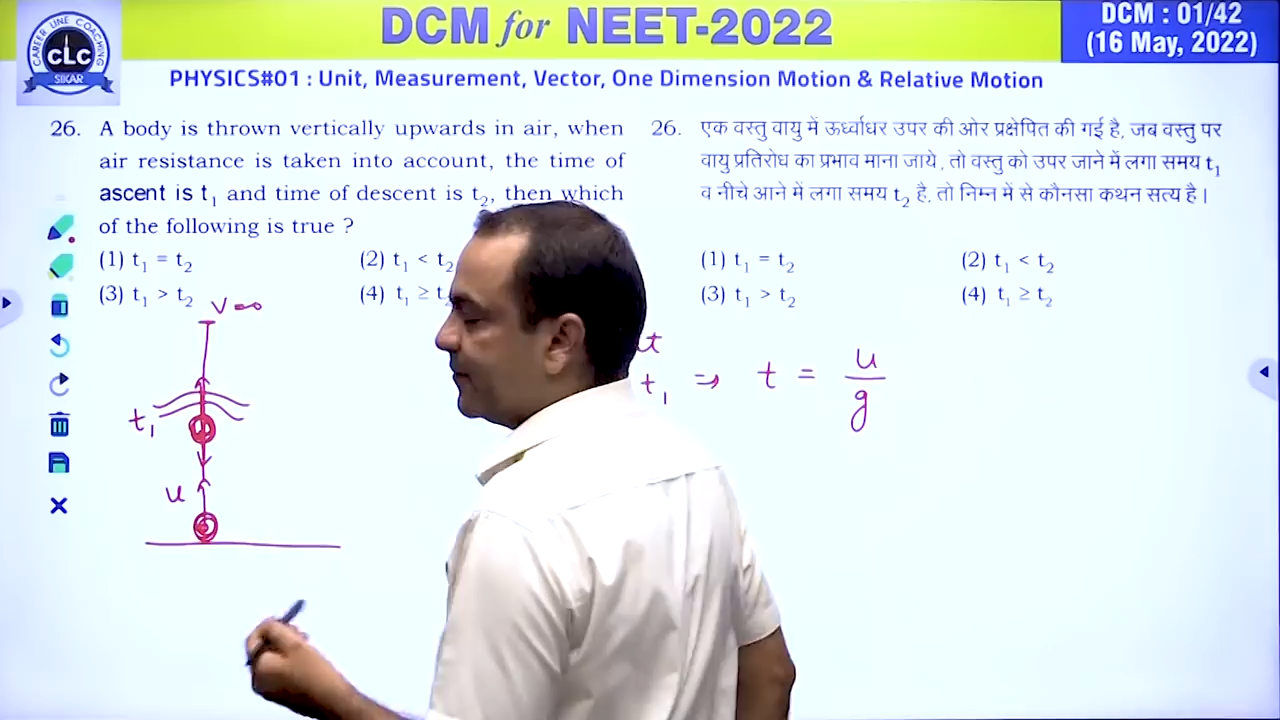 DCM for NEET-2022
DCM : 01/42
(16 May, 2022)
CAREER LINE COACHING
CLC
SIKAR
PHYSICS#01 : Unit, Measurement, Vector, One Dimension Motion & Relative Motion
26. A body is thrown vertically upwards in air, when
air resistance is taken into account, the time of
ascent is t₁ and time of descent is t₂, then which
of the following is true ?
(1) t₁ = t₂ (2) t₁ < t₂
(3) t₁ > t₂ (4) t₁ ≥ t₂
26. एक वस्तु वायु में ऊर्ध्वाधर उपर की ओर प्रक्षेपित की गई है, जब वस्तु पर
वायु प्रतिरोध का प्रभाव माना जाये, तो वस्तु को उपर जाने में लगा समय t₁
व नीचे आने में लगा समय t₂ है, तो निम्न में से कौनसा कथन सत्य है।
(1) t₁ = t₂ (2) t₁ < t₂
(3) t₁ > t₂ (4) t₁ ≥ t₂
t₁
u
t
t₁ ⇒ t = u/g